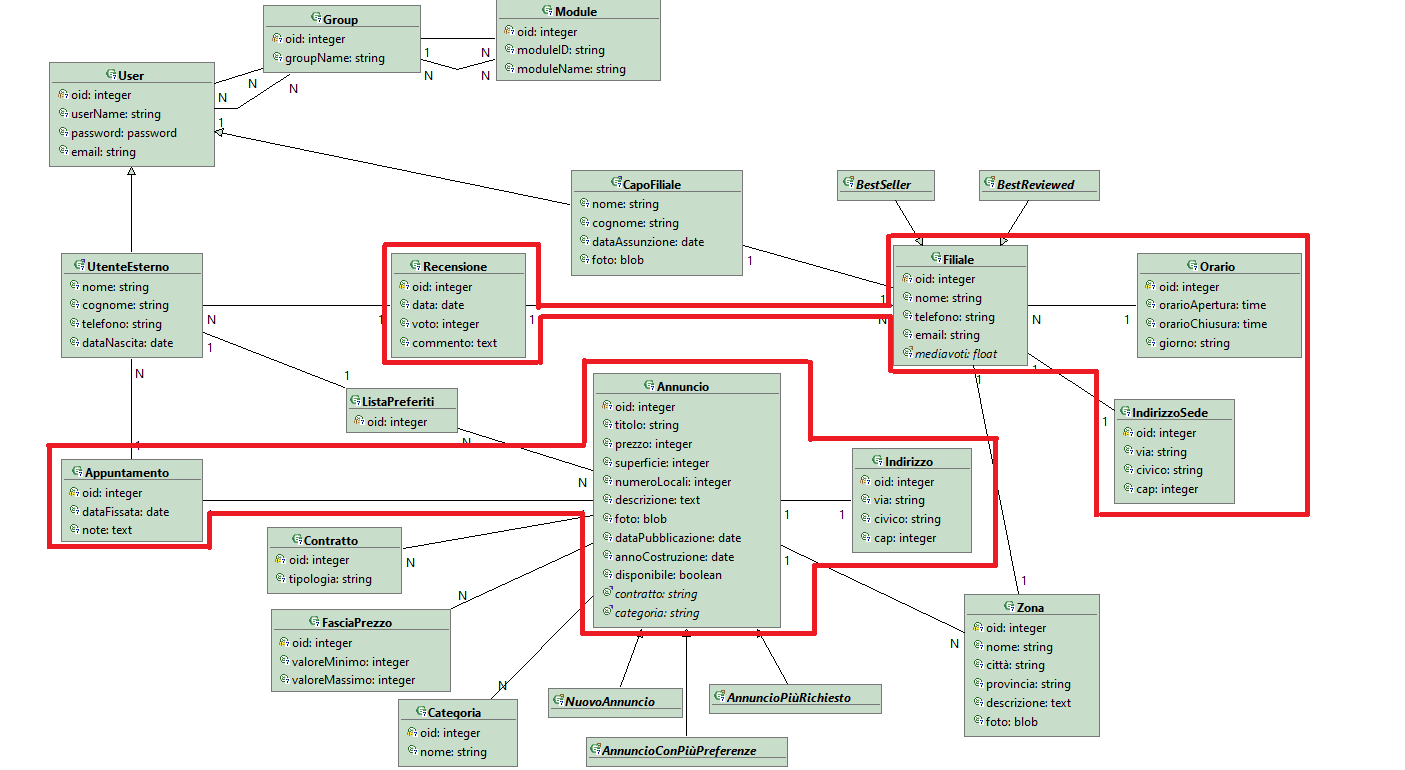 Group
oid: integer
groupName: string
Module
oid: integer
moduleID: string
moduleName: string
1
N
N
N
User
oid: integer
userName: string
password: password
email: string
N
N
N
1
CapoFiliale
nome: string
cognome: string
dataAssunzione: date
foto: blob
1
1
BestSeller
BestReviewed
UtenteEsterno
nome: string
cognome: string
telefono: string
dataNascita: date
N
1
1
N
Recensione
oid: integer
data: date
voto: integer
commento: text
1
N
Filiale
oid: integer
nome: string
telefono: string
email: string
mediavoti: float
N
1
1
1
1
Orario
oid: integer
orarioApertura: time
orarioChiusura: time
giorno: string
IndirizzoSede
oid: integer
via: string
civico: string
cap: integer
1
ListaPreferiti
oid: integer
N
N
Annuncio
oid: integer
titolo: string
prezzo: integer
superficie: integer
numeroLocali: integer
descrizione: text
foto: blob
dataPubblicazione: date
annoCostruzione: date
disponibile: boolean
contratto: string
categoria: string
1
1
1
N
Indirizzo
oid: integer
via: string
civico: string
cap: integer
1
Appuntamento
oid: integer
dataFissata: date
note: text
Contratto
oid: integer
tipologia: string
N
FasciaPrezzo
oid: integer
valoreMinimo: integer
valoreMassimo: integer
N
Categoria
oid: integer
nome: string
N
NuovoAnnuncio
AnnuncioPiùRichiesto
AnnuncioConPiùPreferenze
1
Zona
oid: integer
nome: string
città: string
provincia: string
descrizione: text
foto: blob